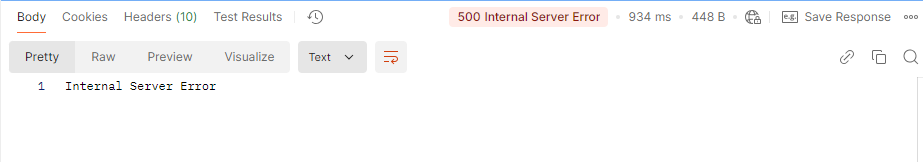 Body Cookies Headers (10) Test Results 500 Internal Server Error • 934 ms • 448 B e.g. Save Response
Pretty Raw Preview Visualize Text
1 Internal Server Error